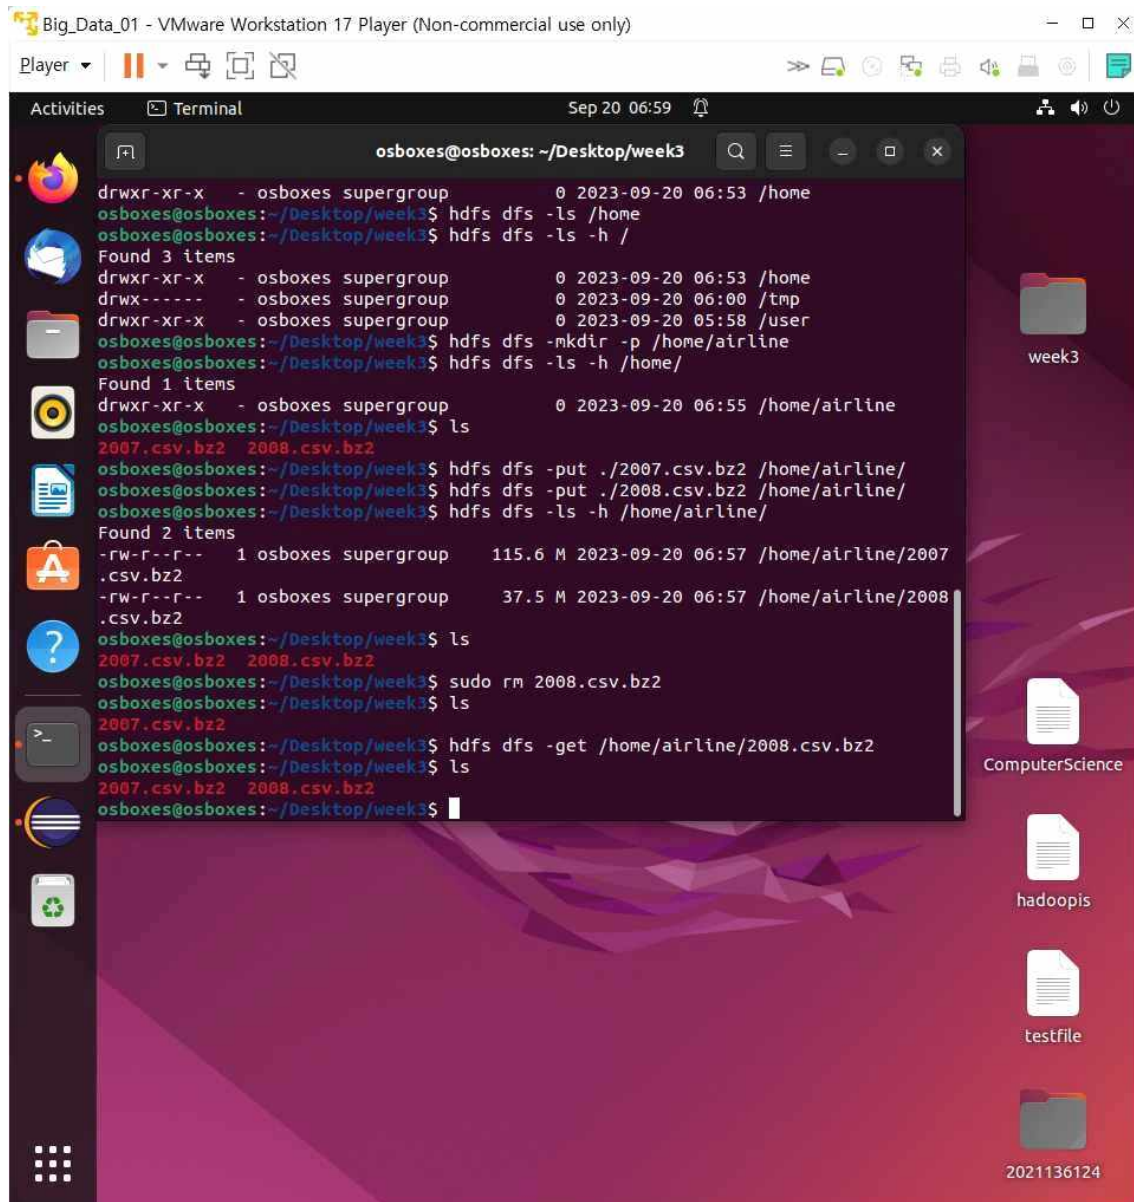 Big_Data_01 - VMware Workstation 17 Player (Non-commercial use only)
Player
Activities Terminal Sep 20 06:59
osboxes@osboxes: ~/Desktop/week3
drwxr-xr-x   - osboxes supergroup          0 2023-09-20 06:53 /home
osboxes@osboxes:~/Desktop/week3$ hdfs dfs -ls /home
osboxes@osboxes:~/Desktop/week3$ hdfs dfs -ls -h /
Found 3 items
drwxr-xr-x   - osboxes supergroup          0 2023-09-20 06:53 /home
drwx------   - osboxes supergroup          0 2023-09-20 06:00 /tmp
drwxr-xr-x   - osboxes supergroup          0 2023-09-20 05:58 /user
osboxes@osboxes:~/Desktop/week3$ hdfs dfs -mkdir -p /home/airline
osboxes@osboxes:~/Desktop/week3$ hdfs dfs -ls -h /home/
Found 1 items
drwxr-xr-x   - osboxes supergroup          0 2023-09-20 06:55 /home/airline
osboxes@osboxes:~/Desktop/week3$ ls
2007.csv.bz2  2008.csv.bz2
osboxes@osboxes:~/Desktop/week3$ hdfs dfs -put ./2007.csv.bz2 /home/airline/
osboxes@osboxes:~/Desktop/week3$ hdfs dfs -put ./2008.csv.bz2 /home/airline/
osboxes@osboxes:~/Desktop/week3$ hdfs dfs -ls -h /home/airline/
Found 2 items
-rw-r--r--   1 osboxes supergroup    115.6 M 2023-09-20 06:57 /home/airline/2007
.csv.bz2
-rw-r--r--   1 osboxes supergroup     37.5 M 2023-09-20 06:57 /home/airline/2008
.csv.bz2
osboxes@osboxes:~/Desktop/week3$ ls
2007.csv.bz2  2008.csv.bz2
osboxes@osboxes:~/Desktop/week3$ sudo rm 2008.csv.bz2
osboxes@osboxes:~/Desktop/week3$ ls
2007.csv.bz2
osboxes@osboxes:~/Desktop/week3$ hdfs dfs -get /home/airline/2008.csv.bz2
osboxes@osboxes:~/Desktop/week3$ ls
2007.csv.bz2  2008.csv.bz2
osboxes@osboxes:~/Desktop/week3$
week3
ComputerScience
hadoopis
testfile
2021136124